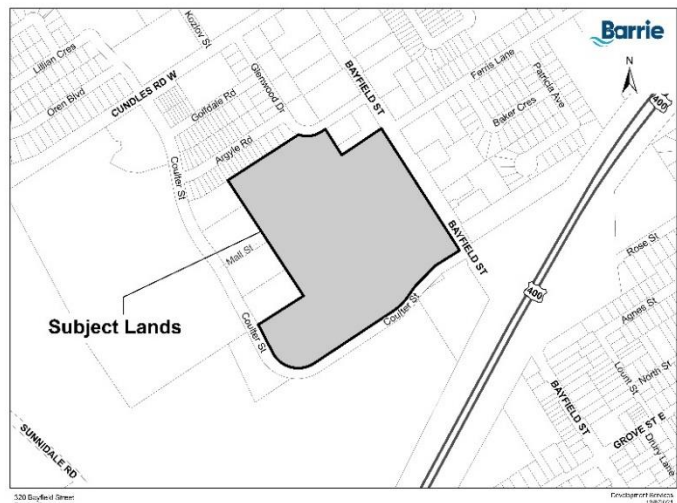 Barrie
N
Lillian Cres
Oren Blvd
CUNDLES RD W
Kozlov St
Golfdale Rd
Glenwood Dr
Argyle Rd
BAYFIELD ST
Ferris Lane
Patricia Ave
Baker Cres
400
Coulter St
Mall St
BAYFIELD ST
Subject Lands
Coulter St
Coulter St
400
Rose St
Agnes St
Lount St
North St
BAYFIELD ST
GROVE ST E
Drury Lane
SUNNIDALE RD
320 Bayfield Street
Development Services